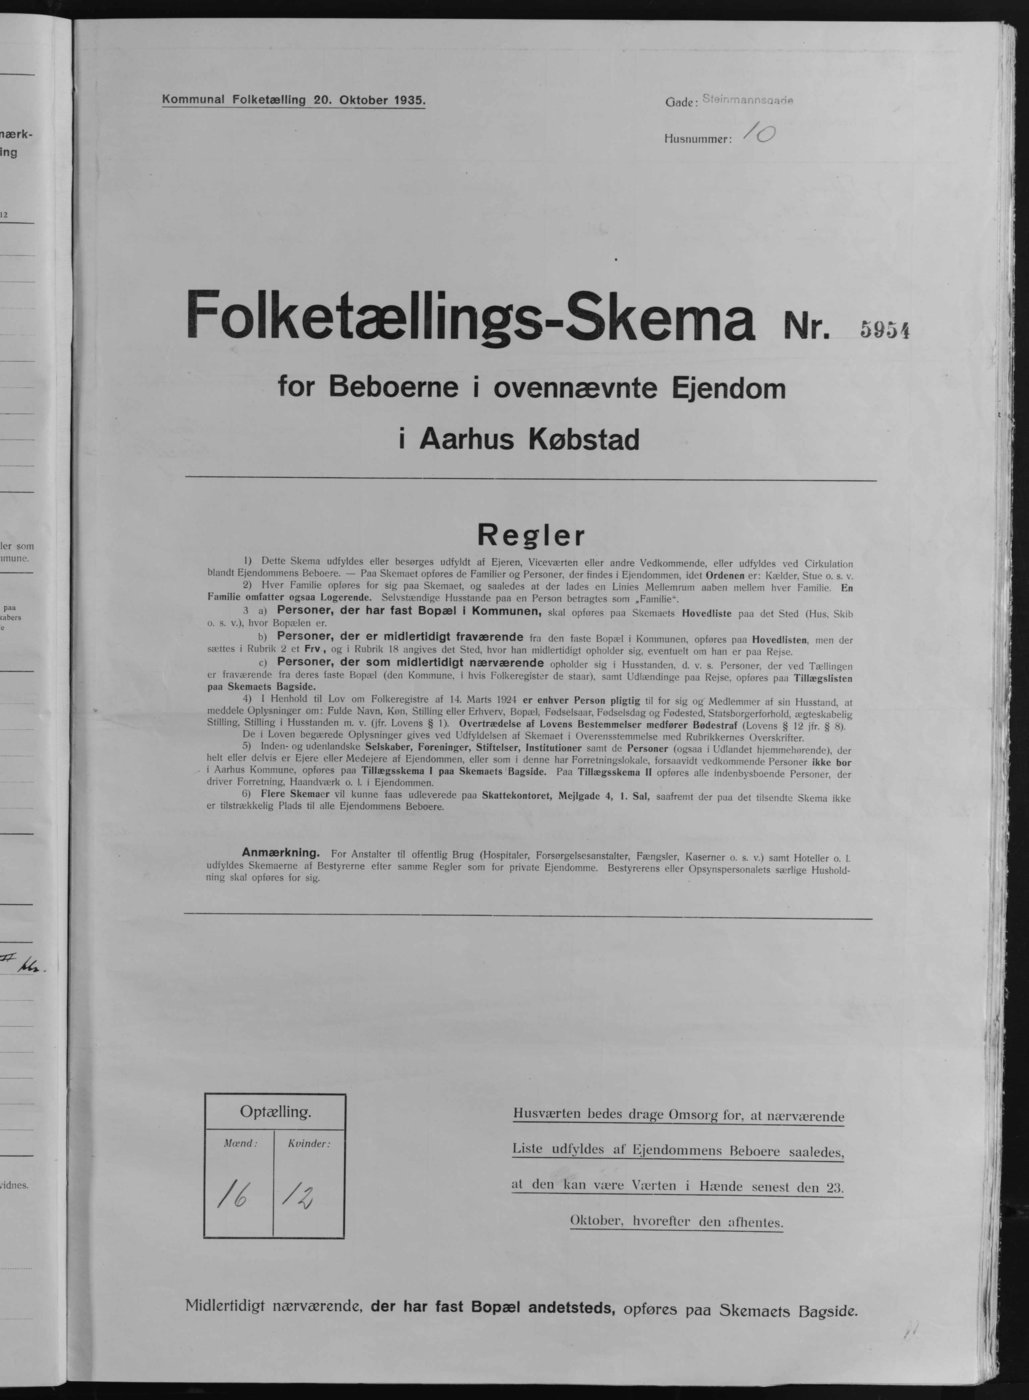 Kommunal Folketælling 20. Oktober 1935.
Gade: Steinmannsgade
Husnummer: 10
Folketællings-Skema Nr. 5954
for Beboerne i ovennævnte Ejendom
i Aarhus Købstad
Regler
1) Dette Skema udfyldes eller besørges udfyldt af Ejeren, Viceværten eller andre Vedkommende, eller udfyldes ved Cirkulation
blandt Ejendommens Beboere. — Paa Skemaet opføres de Familier og Personer, der findes i Ejendommen, idet Ordenen er: Kælder, Stue o. s. v.
2) Hver Familie opføres for sig paa Skemaet, og saaledes at der lades en Linies Mellemrum aaben mellem hver Familie. En
Familie omfatter ogsaa Logerende. Selvstændige Husstande paa en Person betragtes som „Familie“.
3 a) Personer, der har fast Bopæl i Kommunen, skal opføres paa Skemaets Hovedliste paa det Sted (Hus, Skib
o. s. v.), hvor Bopælen er.
b) Personer, der er midlertidigt fraværende fra den faste Bopæl i Kommunen, opføres paa Hovedlisten, men der
sættes i Rubrik 2 et Frv., og i Rubrik 18 angives det Sted, hvor han midlertidigt opholder sig, eventuelt om han er paa Rejse.
c) Personer, der som midlertidigt nærværende opholder sig i Husstanden, d. v. s. Personer, der ved Tællingen
er fraværende fra deres faste Bopæl (den Kommune, i hvis Folkeregister de staar), samt Udlændinge paa Rejse, opføres paa Tillægslisten
paa Skemaets Bagside.
4) I Henhold til Lov om Folkeregistre af 14. Marts 1924 er enhver Person pligtig til for sig og Medlemmer af sin Husstand, at
meddele Oplysninger om: Fulde Navn, Køn, Stilling eller Erhverv, Bopæl, Fødselsaar, Fødselsdag og Fødested, Statsborgerforhold, ægteskabelig
Stilling, Stilling i Husstanden m. v. (jfr. Lovens § 1). Overtrædelse af Lovens Bestemmelser medfører Bødestraf (Lovens § 12 jfr. § 8).
De i Loven begærede Oplysninger gives ved Udfyldelsen af Skemaet i Overensstemmelse med Rubrikkernes Overskrifter.
5) Inden- og udenlandske Selskaber, Foreninger, Stiftelser, Institutioner samt de Personer (ogsaa i Udlandet hjemmehørende), der
helt eller delvis er Ejere eller Medejere af Ejendommen, eller som i denne har Forretningslokale, forsaavidt vedkommende Personer ikke bor
i Aarhus Kommune, opføres paa Tillægsskema I paa Skemaets Bagside. Paa Tillægsskema II opføres alle indenbysboende Personer, der
driver Forretning, Haandværk o. l. i Ejendommen.
6) Flere Skemaer vil kunne faas udleverede paa Skattekontoret, Mejlgade 4, 1. Sal, saafremt der paa det tilsendte Skema ikke
er tilstrækkelig Plads til alle Ejendommens Beboere.
Anmærkning. For Anstalter til offentlig Brug (Hospitaler, Forsørgelsesanstalter, Fængsler, Kaserner o. s. v.) samt Hoteller o. l.
udfyldes Skemaerne af Bestyrerne efter samme Regler som for private Ejendomme. Bestyrerens eller Opsynspersonalets særlige Hushold-
ning skal opføres for sig.
Optælling.
Mænd: Kvinder:
16 12
Husværten bedes drage Omsorg for, at nærværende
Liste udfyldes af Ejendommens Beboere saaledes,
at den kan være Værten i Hænde senest den 23.
Oktober, hvorefter den afhentes.
Midlertidigt nærværende, der har fast Bopæl andetsteds, opføres paa Skemaets Bagside.